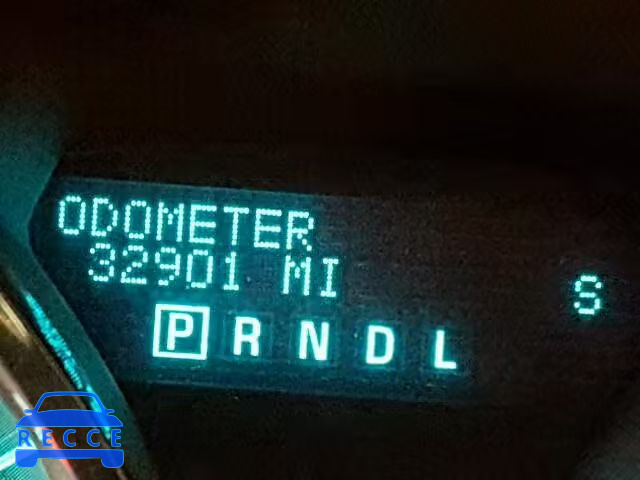 ODOMETER
32901 MI
S
P R N D L
RECCE